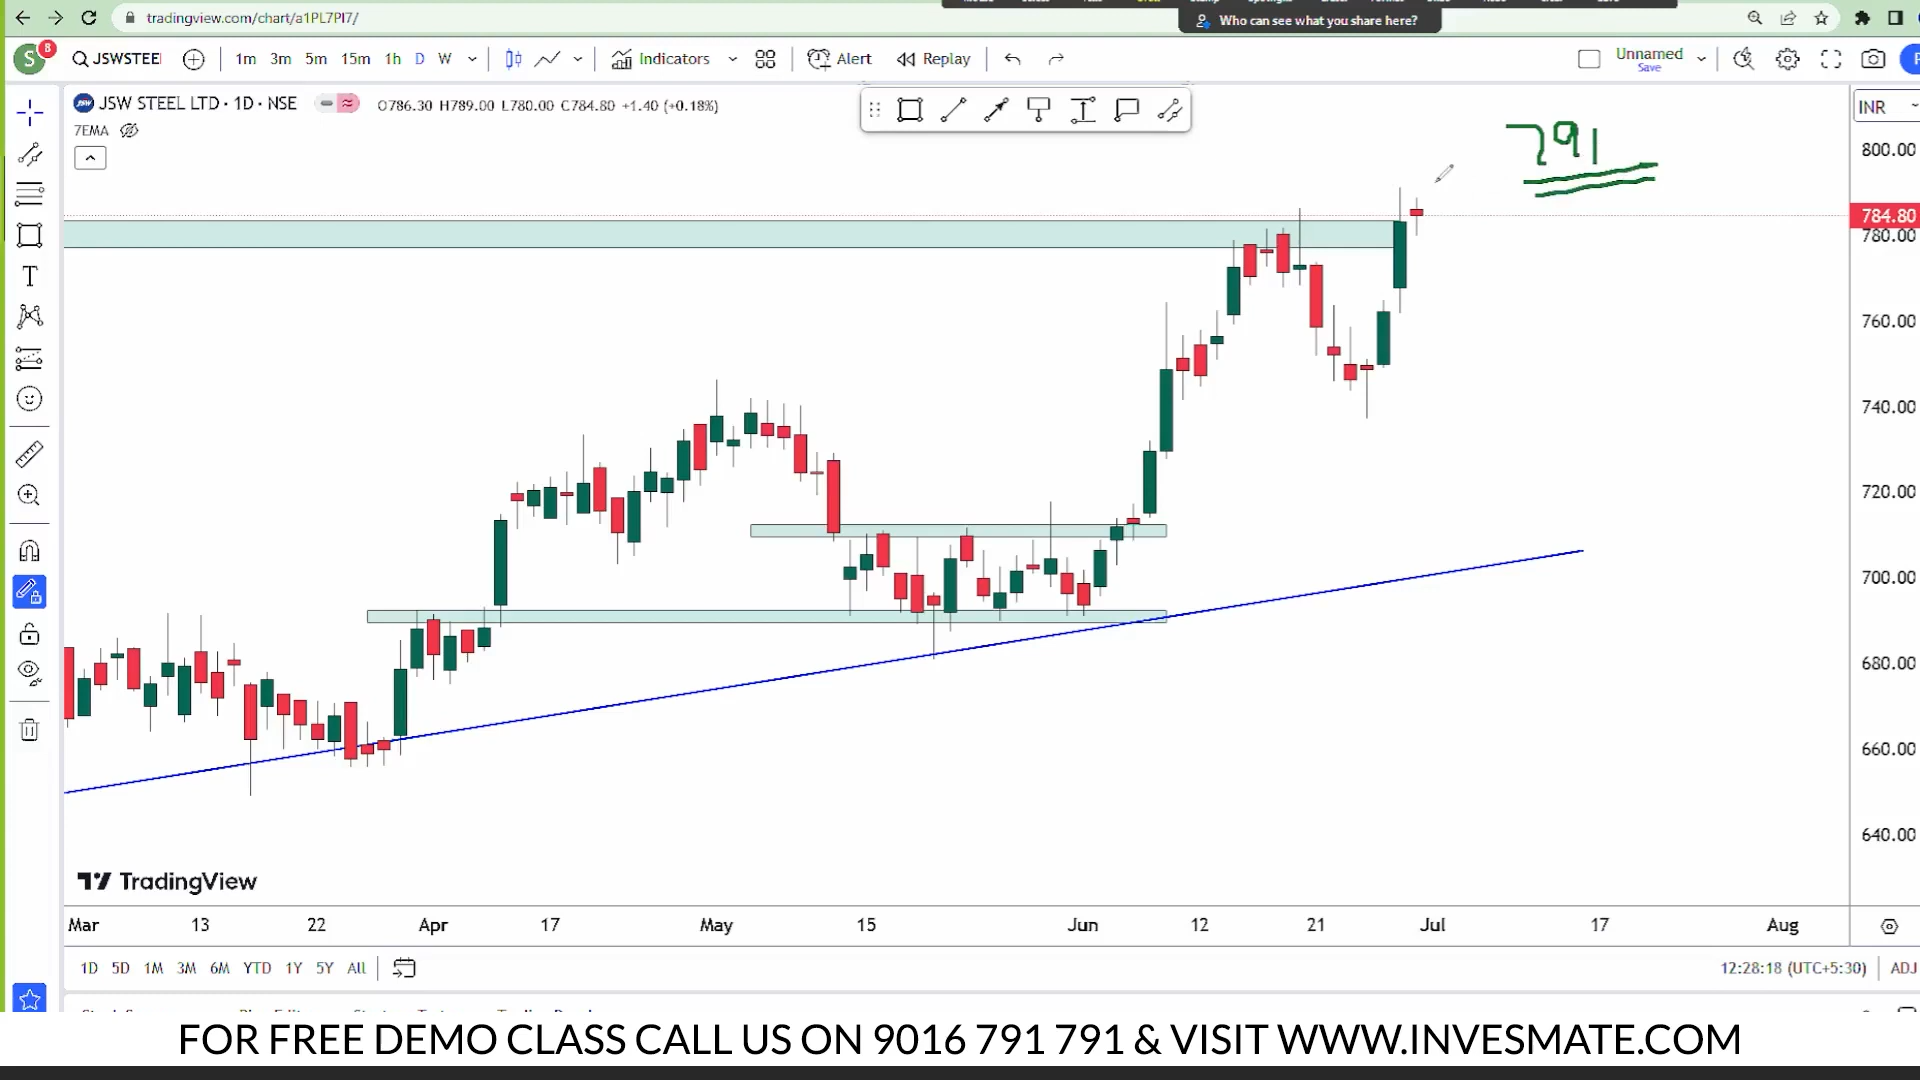 tradingview.com/chart/a1PL7PI7/
Who can see what you share here?
S 8 JSWSTEE 1m 3m 5m 15m 1h D W Indicators Alert Replay Unnamed
Save
JSW STEEL LTD · 1D · NSE O786.30 H789.00 L780.00 C784.80 +1.40 (+0.18%)
INR
7EMA
791
800.00
784.80
780.00
760.00
740.00
720.00
700.00
680.00
660.00
640.00
TradingView
Mar 13 22 Apr 17 May 15 Jun 12 21 Jul 17 Aug
1D 5D 1M 3M 6M YTD 1Y 5Y All 12:28:18 (UTC+5:30) ADJ
FOR FREE DEMO CLASS CALL US ON 9016 791 791 & VISIT WWW.INVESMATE.COM